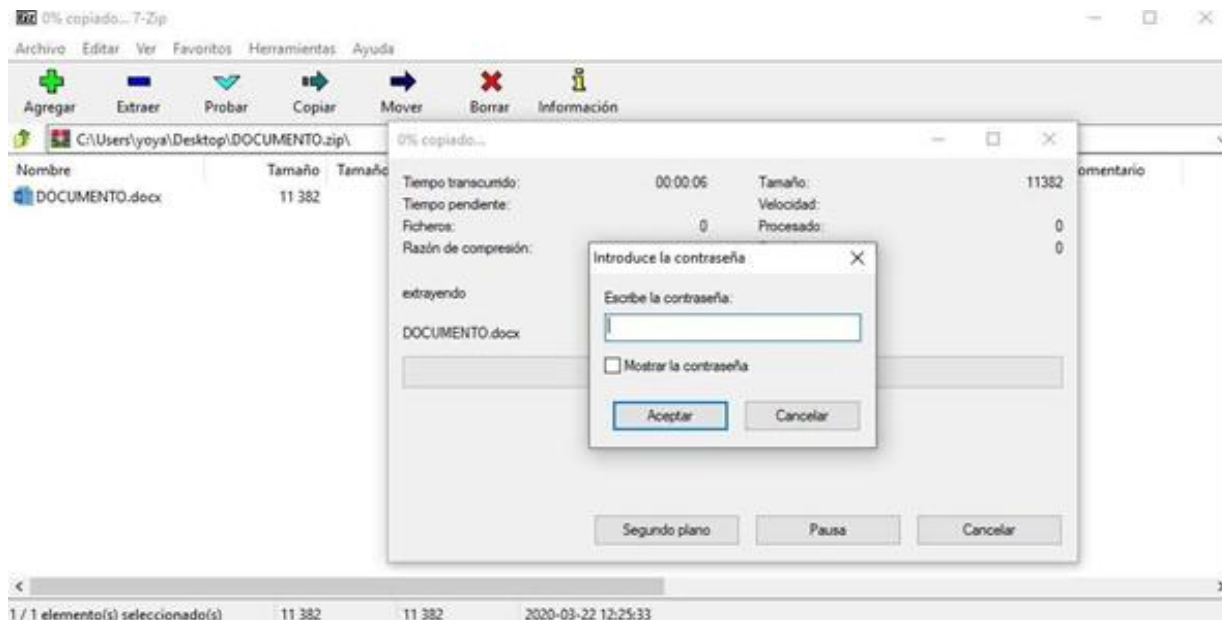 0% copiado... 7-Zip
Archivo Editar Ver Favoritos Herramientas Ayuda
Agregar Extraer Probar Copiar Mover Borrar Información
C:\Users\yoya\Desktop\DOCUMENTO.zip\
Nombre Tamaño Tamaño omentario
DOCUMENTO.docx 11 382
0% copiado...
Tiempo transcurrido: 00:00:06 Tamaño: 11382
Tiempo pendiente: Velocidad:
Ficheros: 0 Procesado: 0
Razón de compresión: 0
extrayendo
DOCUMENTO.docx
Introduce la contraseña
Escribe la contraseña:
Mostrar la contraseña
Aceptar Cancelar
Segundo plano Pausa Cancelar
1 / 1 elemento(s) seleccionado(s) 11 382 11 382 2020-03-22 12:25:33